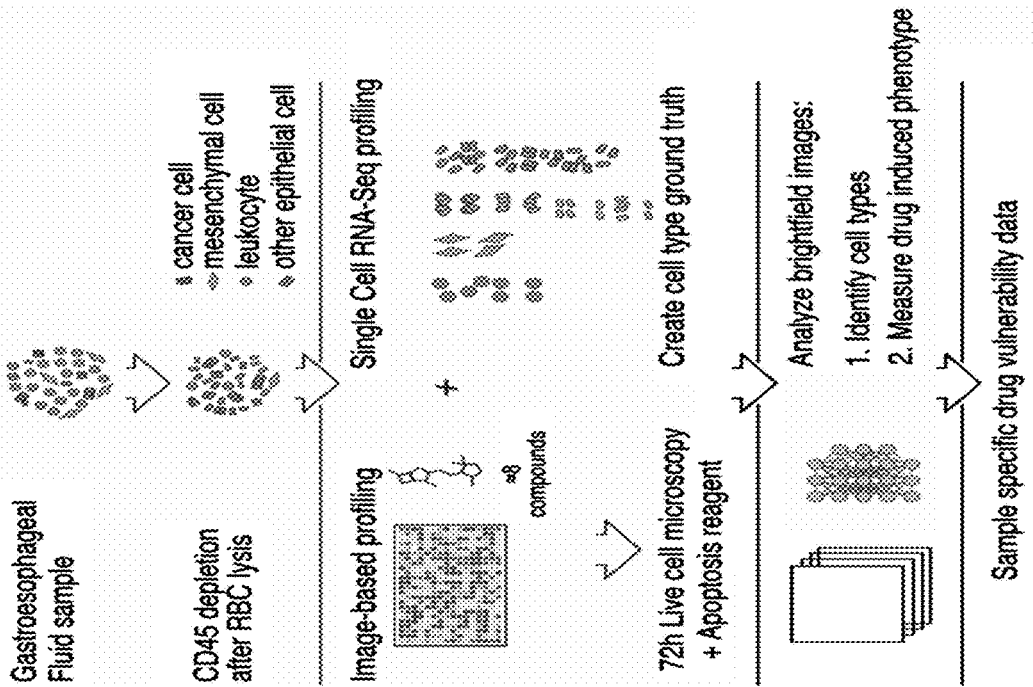 Gastroesophageal
Fluid sample
CD45 depletion
after RBC lysis
cancer cell
mesenchymal cell
leukocyte
other epithelial cell
Image-based profiling
≈8
compounds
+
Single Cell RNA-Seq profiling
72h Live cell microscopy
+ Apoptosis reagent
Create cell type ground truth
Analyze brightfield images:
1. Identify cell types
2. Measure drug induced phenotype
Sample specific drug vulnerability data